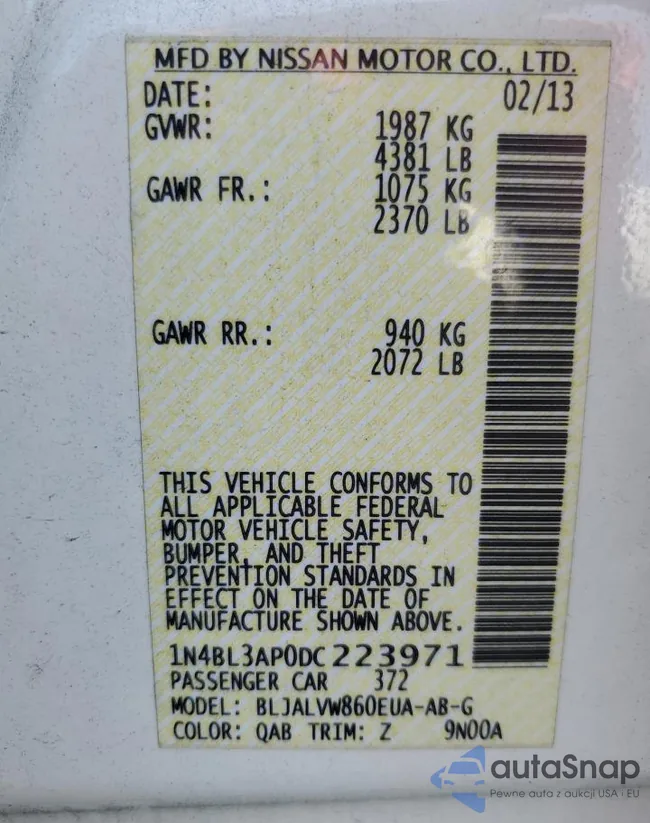 MFD BY NISSAN MOTOR CO., LTD.
DATE: 02/13
GVWR: 1987 KG
4381 LB
GAWR FR.: 1075 KG
2370 LB
GAWR RR.: 940 KG
2072 LB
THIS VEHICLE CONFORMS TO
ALL APPLICABLE FEDERAL
MOTOR VEHICLE SAFETY,
BUMPER, AND THEFT
PREVENTION STANDARDS IN
EFFECT ON THE DATE OF
MANUFACTURE SHOWN ABOVE.
1N4BL3AP0DC223971
PASSENGER CAR 372
MODEL: BLJALVW860EUA-AB-G
COLOR: QAB TRIM: Z 9N00A
autaSnap
Pewne auta z aukcji USA i EU